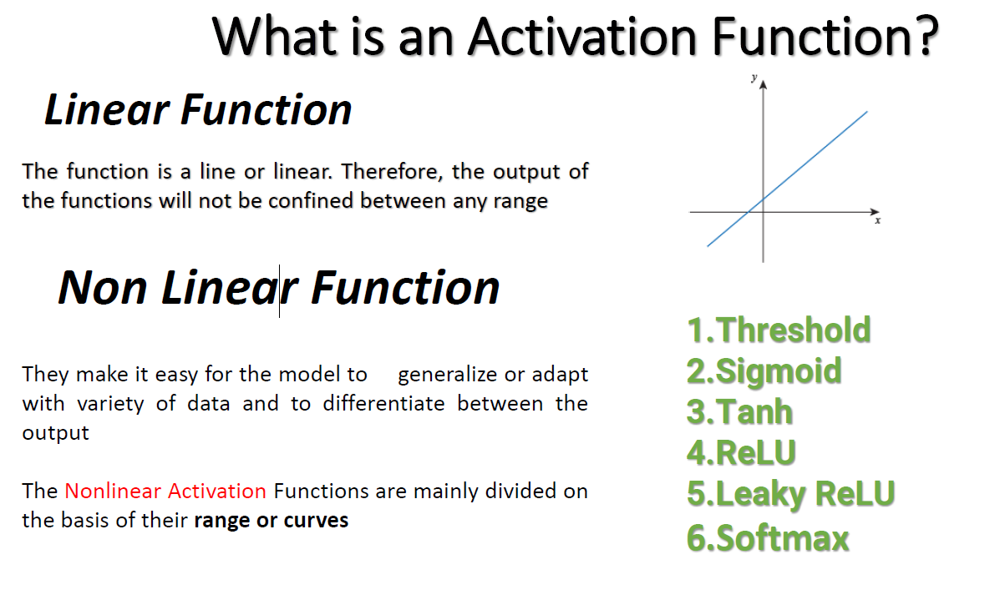 What is an Activation Function?
Linear Function
The function is a line or linear. Therefore, the output of
the functions will not be confined between any range
y
x
Non Linear Function
They make it easy for the model to generalize or adapt
with variety of data and to differentiate between the
output
The Nonlinear Activation Functions are mainly divided on
the basis of their range or curves
1.Threshold
2.Sigmoid
3.Tanh
4.ReLU
5.Leaky ReLU
6.Softmax